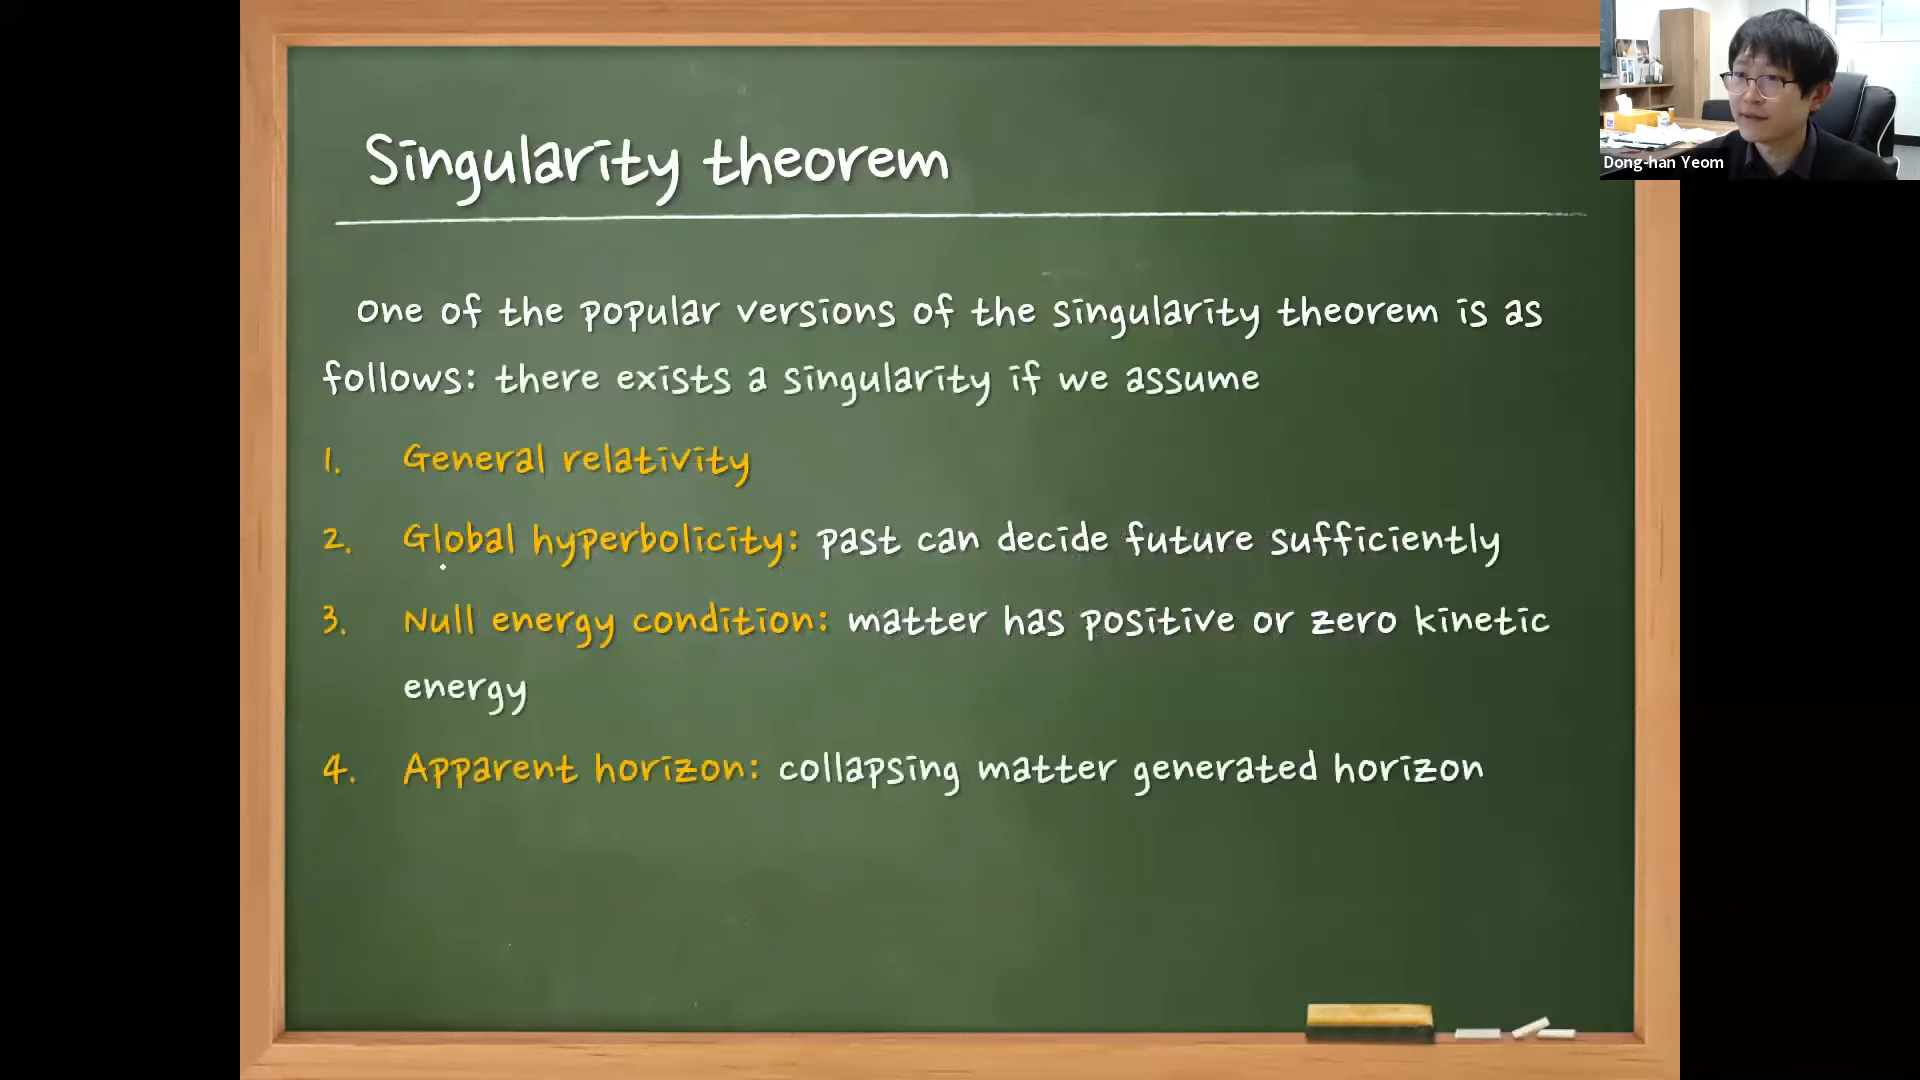 Dong-han Yeom
Singularity theorem
One of the popular versions of the singularity theorem is as
follows: there exists a singularity if we assume
1. General relativity
2. Global hyperbolicity: past can decide future sufficiently
3. Null energy condition: matter has positive or zero kinetic
energy
4. Apparent horizon: collapsing matter generated horizon